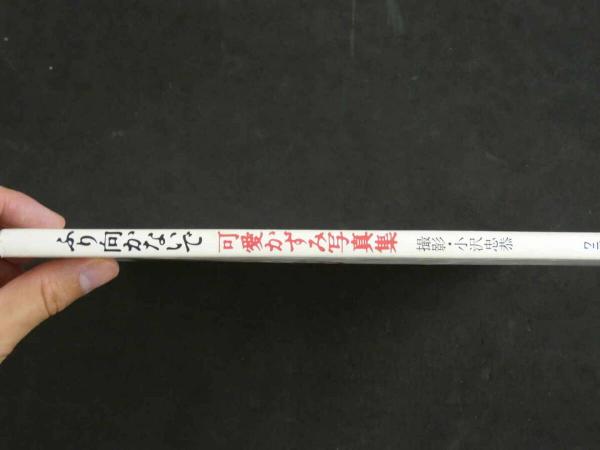 ふり向かないで
可愛かずみ写真集
撮影・小沢忠恭